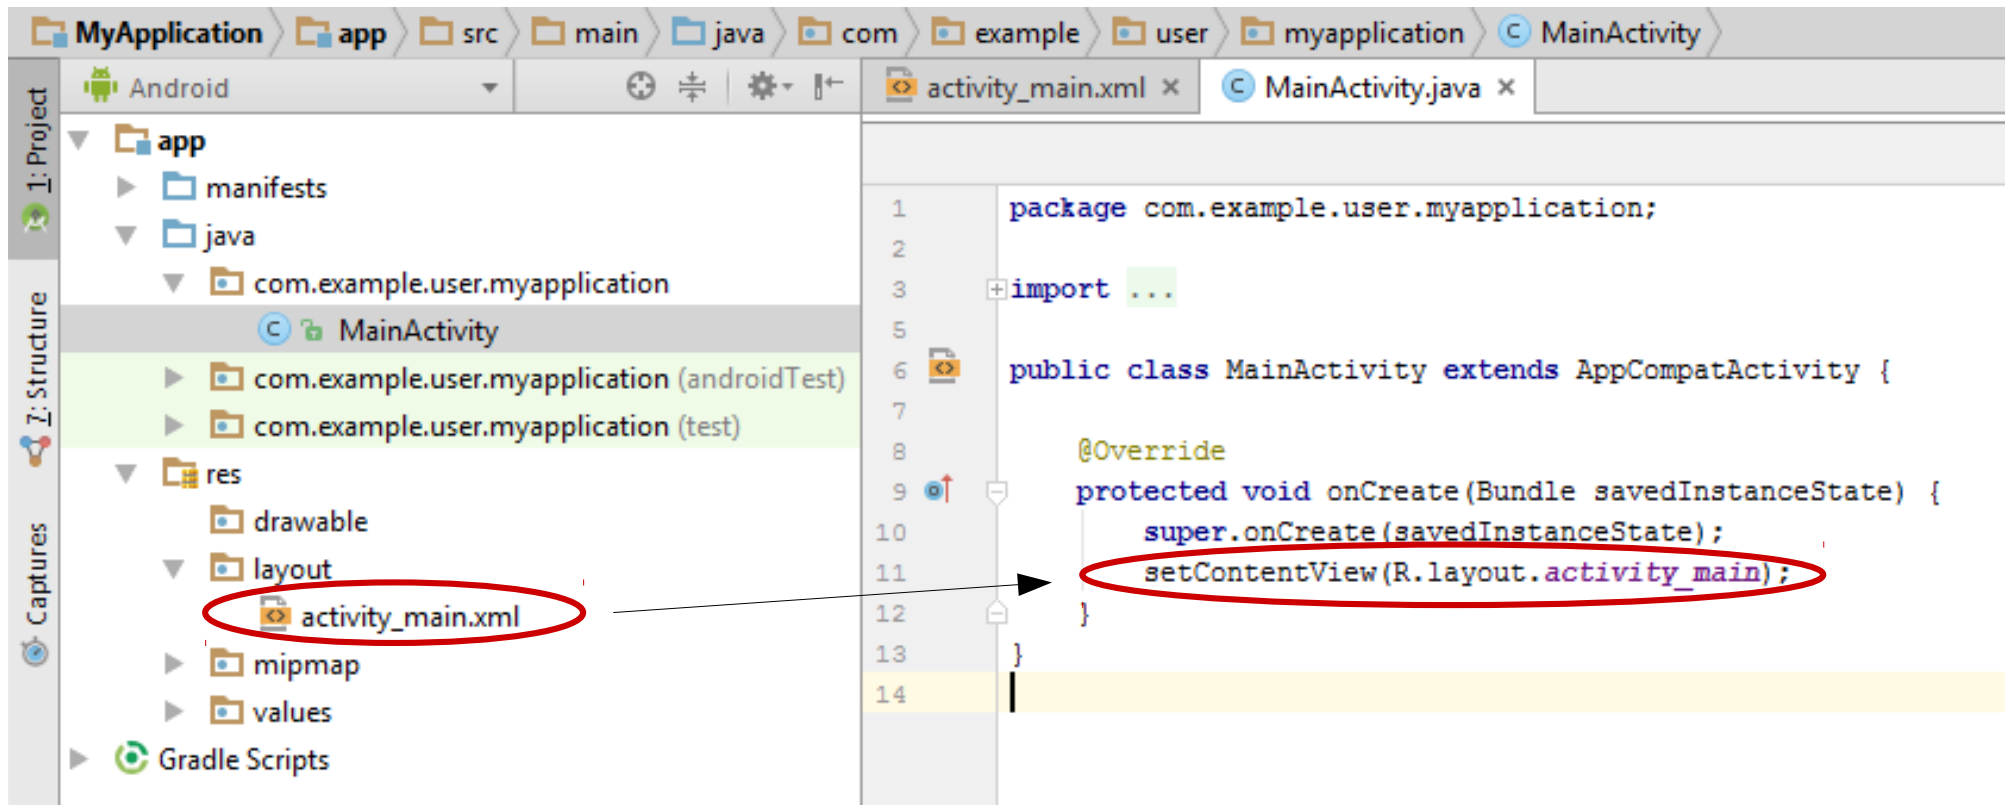 MyApplication app src main java com example user myapplication MainActivity
1: Project
7: Structure
Captures
Android
app
manifests
java
com.example.user.myapplication
MainActivity
com.example.user.myapplication (androidTest)
com.example.user.myapplication (test)
res
drawable
layout
activity_main.xml
mipmap
values
Gradle Scripts
activity_main.xml × MainActivity.java ×
1 package com.example.user.myapplication;
2
3 import ...
5
6 public class MainActivity extends AppCompatActivity {
7
8 @Override
9 protected void onCreate(Bundle savedInstanceState) {
10 super.onCreate(savedInstanceState);
11 setContentView(R.layout.activity_main);
12 }
13 }
14